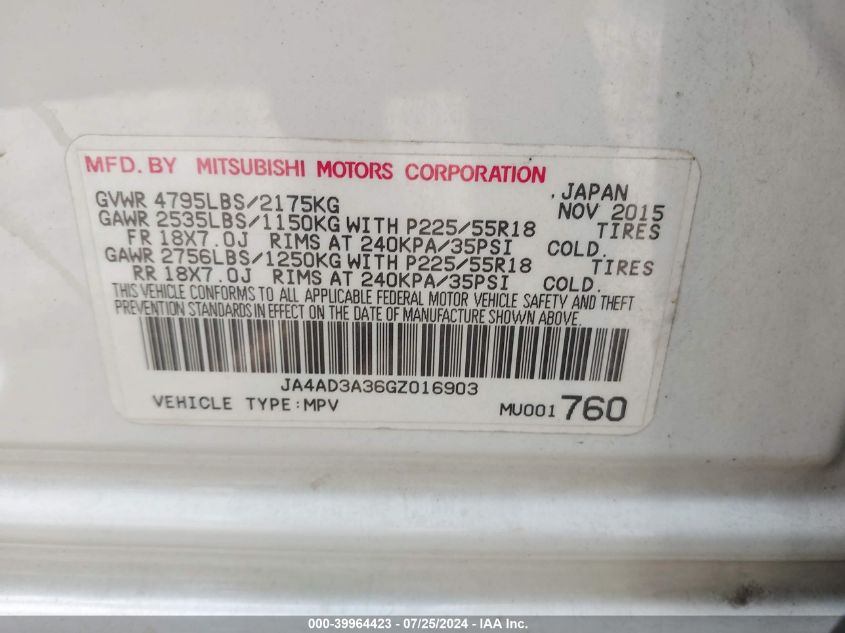 MFD. BY MITSUBISHI MOTORS CORPORATION
GVWR 4795LBS/2175KG , JAPAN NOV 2015
GAWR 2535LBS/1150KG WITH P225/55R18 TIRES
FR 18X7.0J RIMS AT 240KPA/35PSI COLD.
GAWR 2756LBS/1250KG WITH P225/55R18 TIRES
RR 18X7.0J RIMS AT 240KPA/35PSI COLD.
THIS VEHICLE CONFORMS TO ALL APPLICABLE FEDERAL MOTOR VEHICLE SAFETY AND THEFT
PREVENTION STANDARDS IN EFFECT ON THE DATE OF MANUFACTURE SHOWN ABOVE.
JA4AD3A36GZ016903
VEHICLE TYPE:MPV MU001760
000-39964423 - 07/25/2024 - IAA Inc.